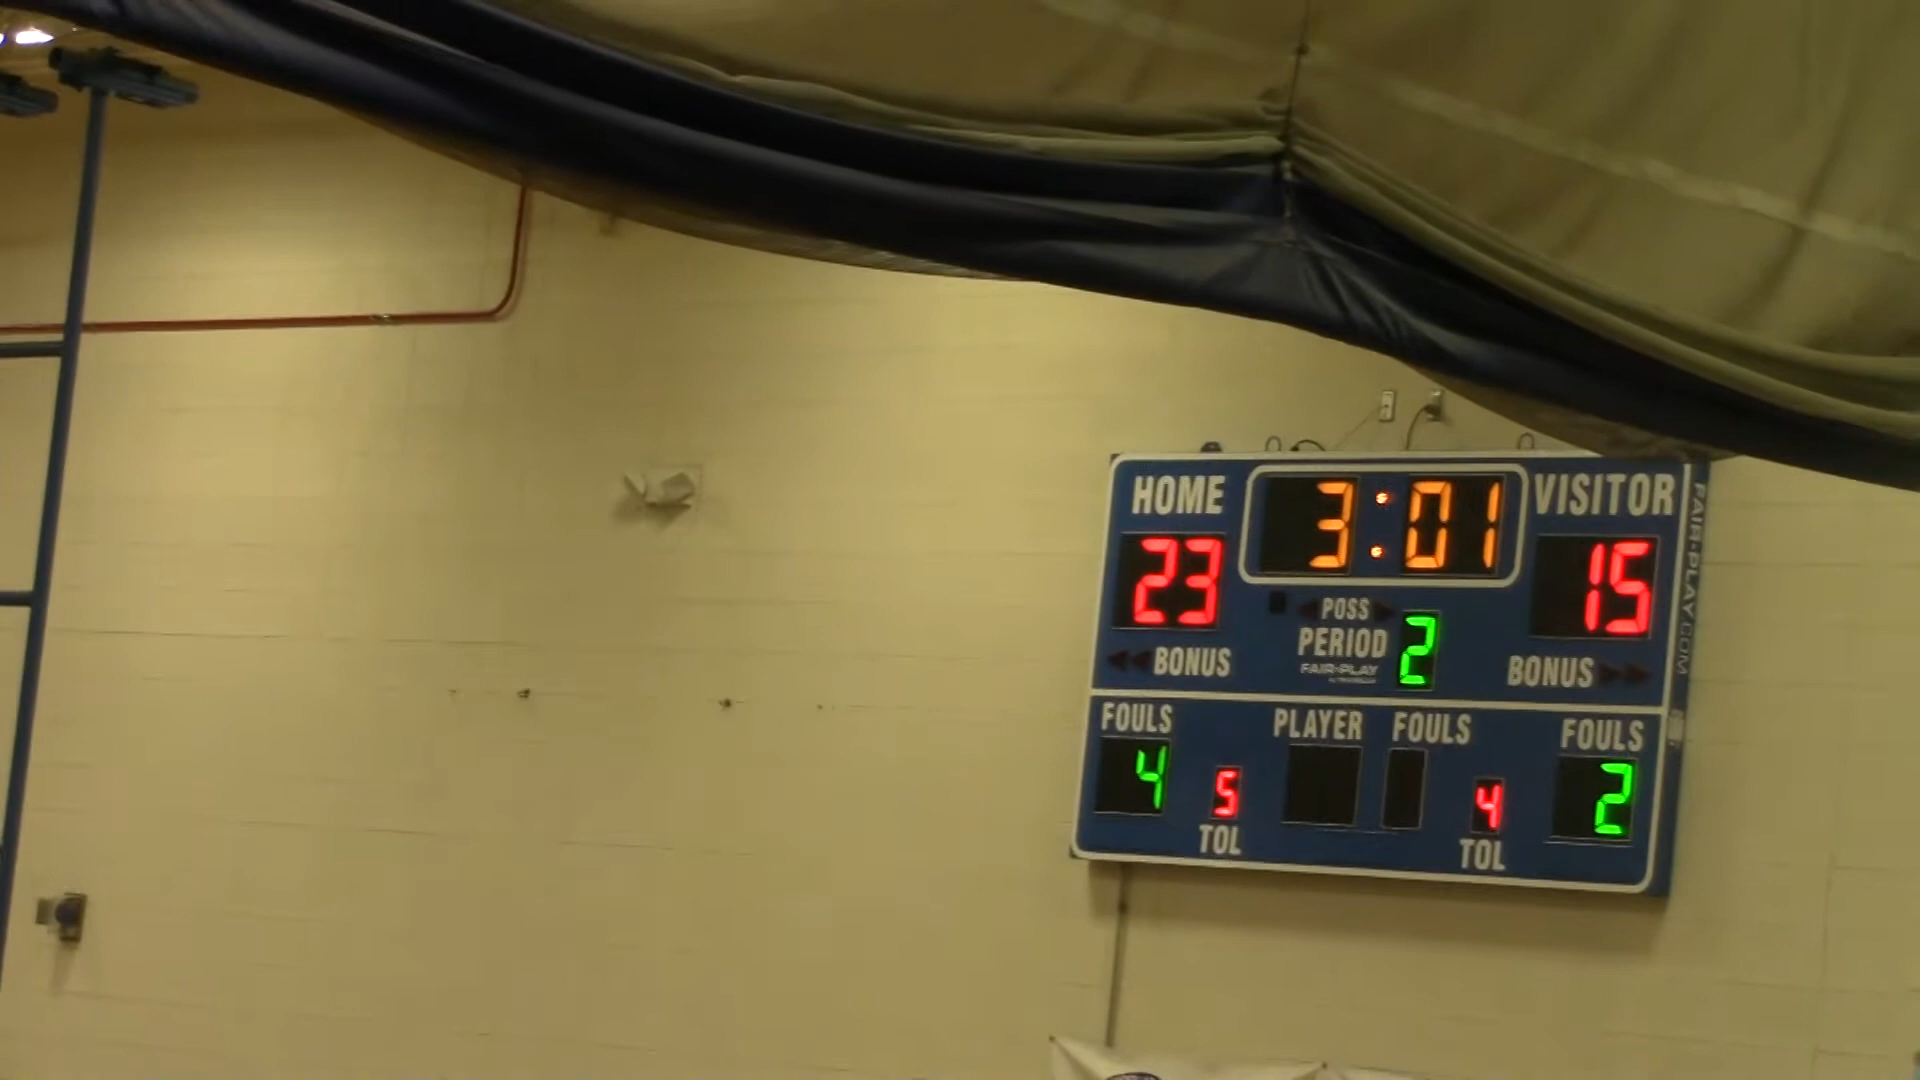 HOME 3:01 VISITOR
23 15
POSS
PERIOD 2
FAIR-PLAY
BONUS BONUS
FOULS PLAYER FOULS FOULS
4 5 4 2
TOL TOL
FAIR-PLAY.COM